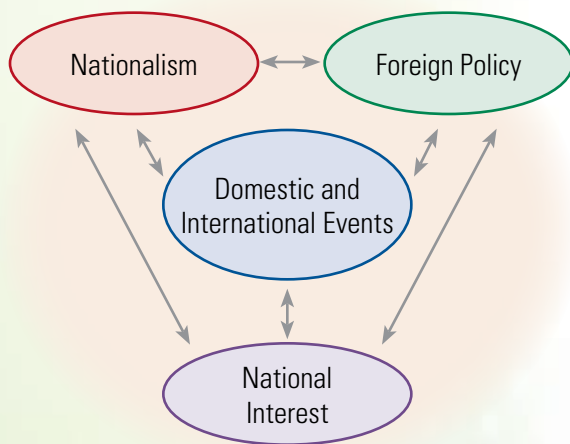 Nationalism
Foreign Policy
Domestic and
International Events
National
Interest